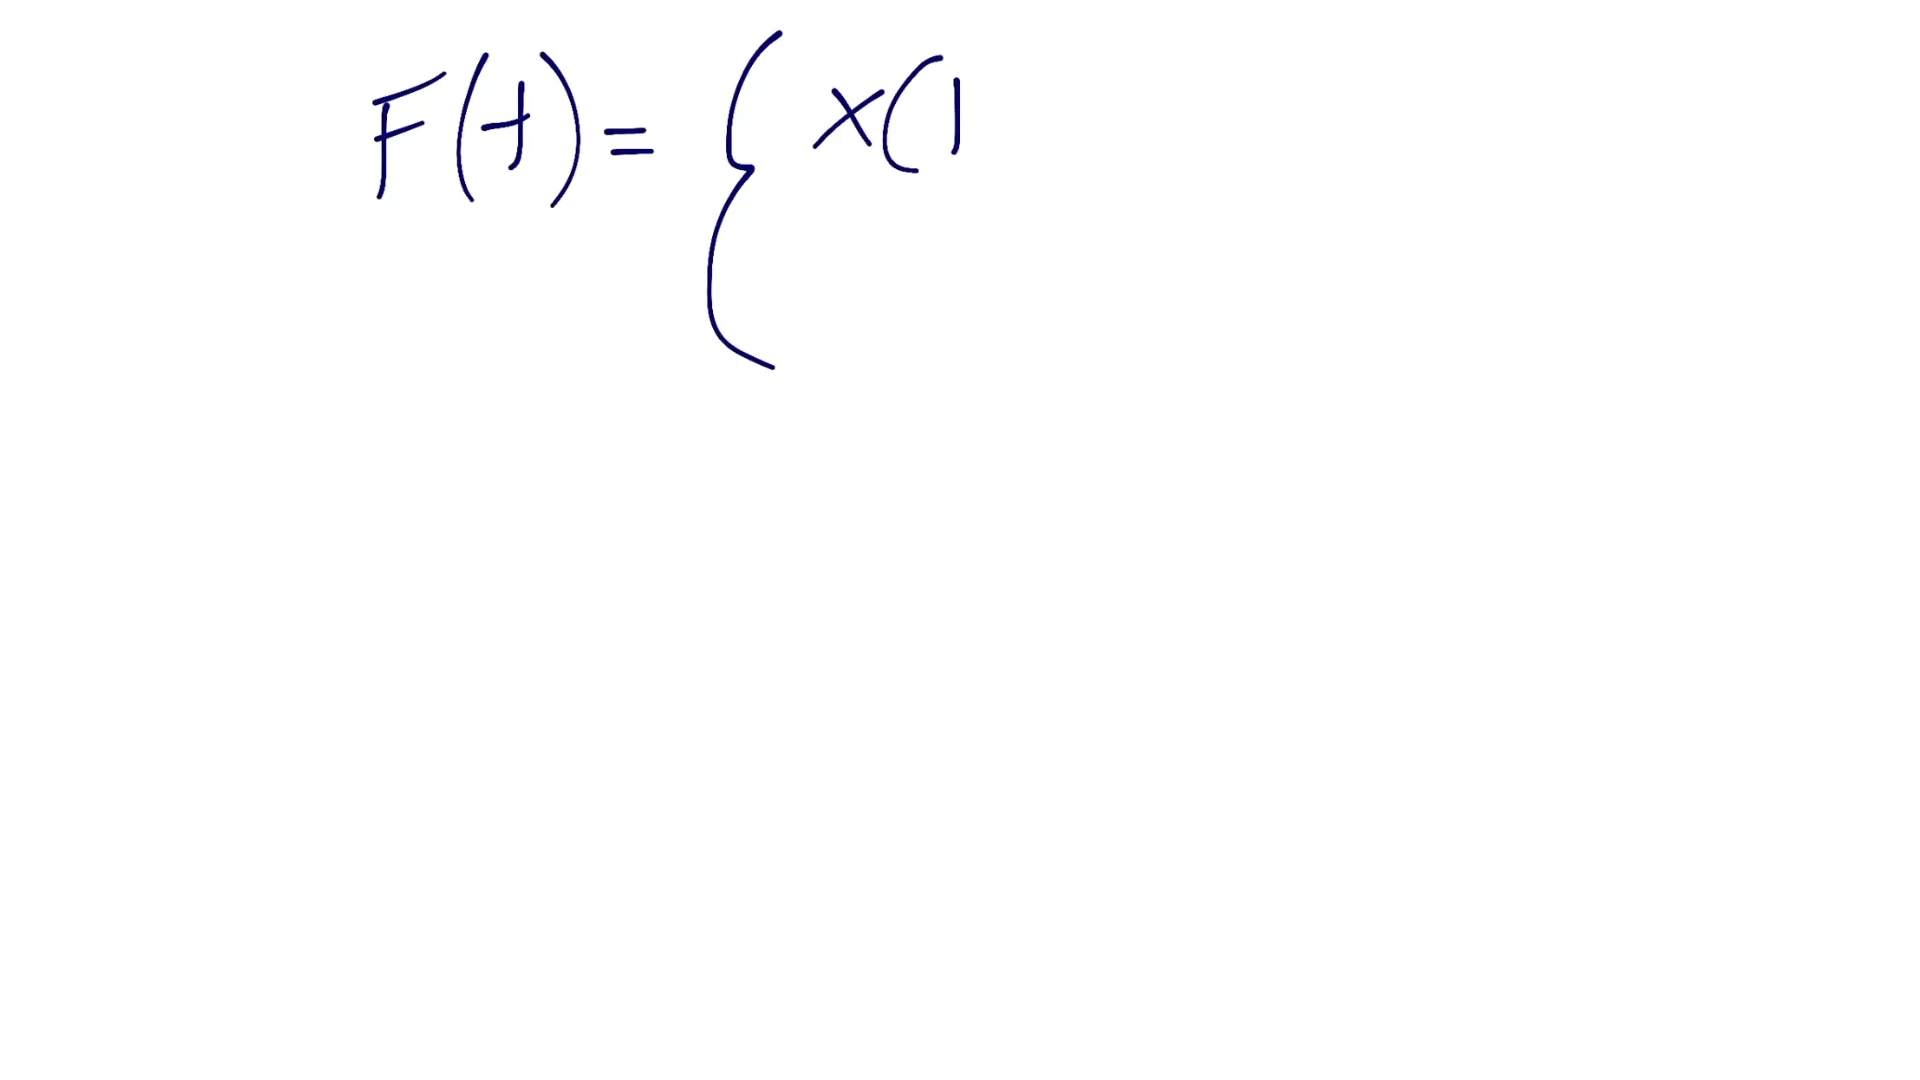 F(t) = { x(1